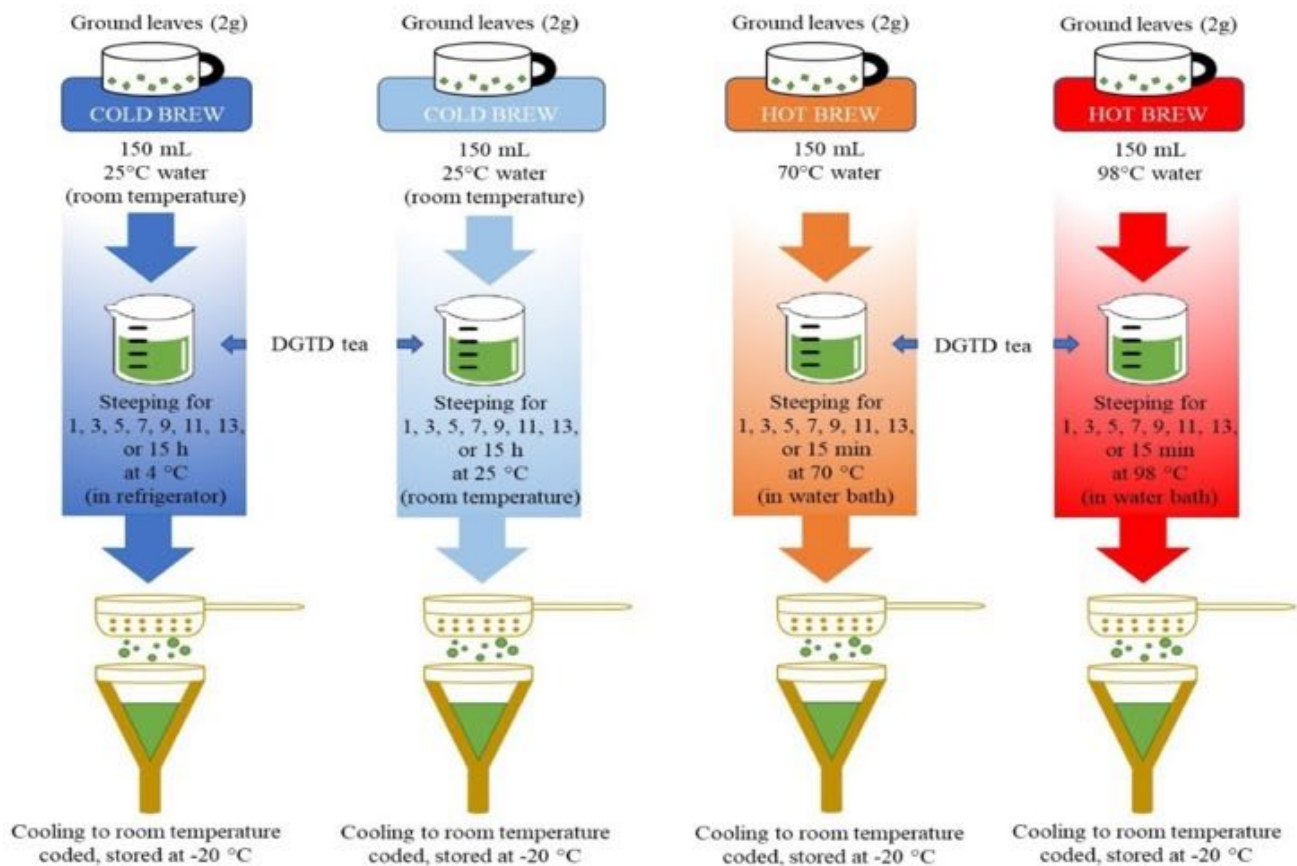 Ground leaves (2g)
COLD BREW
150 mL
25°C water
(room temperature)
DGTD tea
Steeping for
1, 3, 5, 7, 9, 11, 13,
or 15 h
at 4 °C
(in refrigerator)
Cooling to room temperature
coded, stored at -20 °C
Ground leaves (2g)
COLD BREW
150 mL
25°C water
(room temperature)
Steeping for
1, 3, 5, 7, 9, 11, 13,
or 15 h
at 25 °C
(room temperature)
Cooling to room temperature
coded, stored at -20 °C
Ground leaves (2g)
HOT BREW
150 mL
70°C water
DGTD tea
Steeping for
1, 3, 5, 7, 9, 11, 13,
or 15 min
at 70 °C
(in water bath)
Cooling to room temperature
coded, stored at -20 °C
Ground leaves (2g)
HOT BREW
150 mL
98°C water
Steeping for
1, 3, 5, 7, 9, 11, 13,
or 15 min
at 98 °C
(in water bath)
Cooling to room temperature
coded, stored at -20 °C